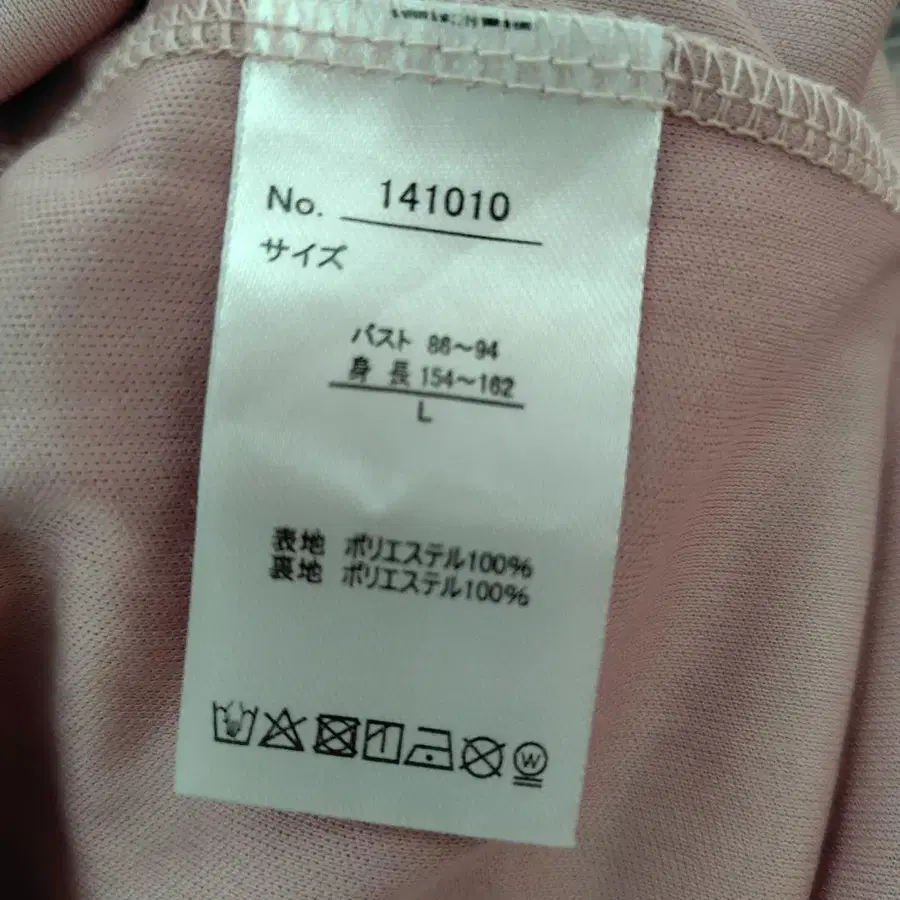 No. 141010
サイズ
バスト 86~94
身長 154~162
L
表地 ポリエステル100%
裏地 ポリエステル100%
W